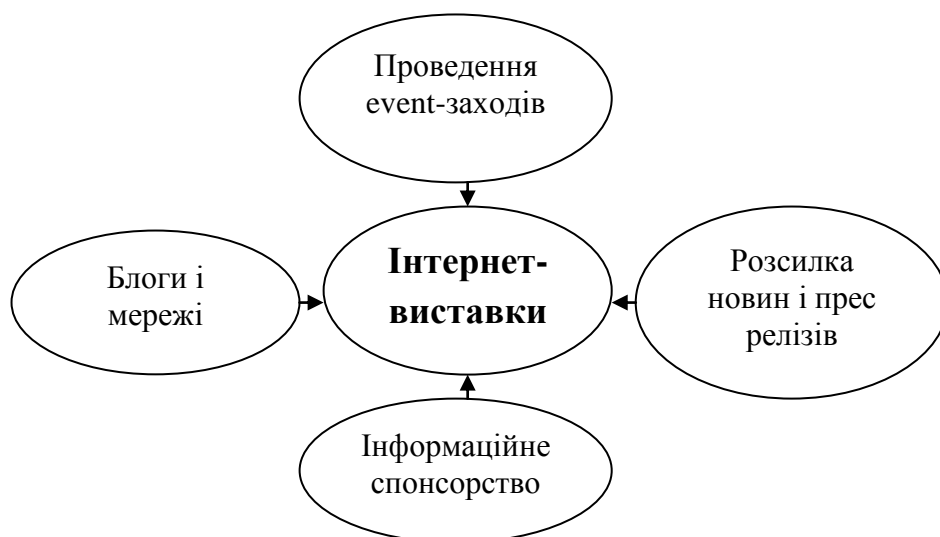 Проведення
event-заходів
Блоги і
мережі
Інтернет-
виставки
Розсилка
новин і прес
релізів
Інформаційне
спонсорство